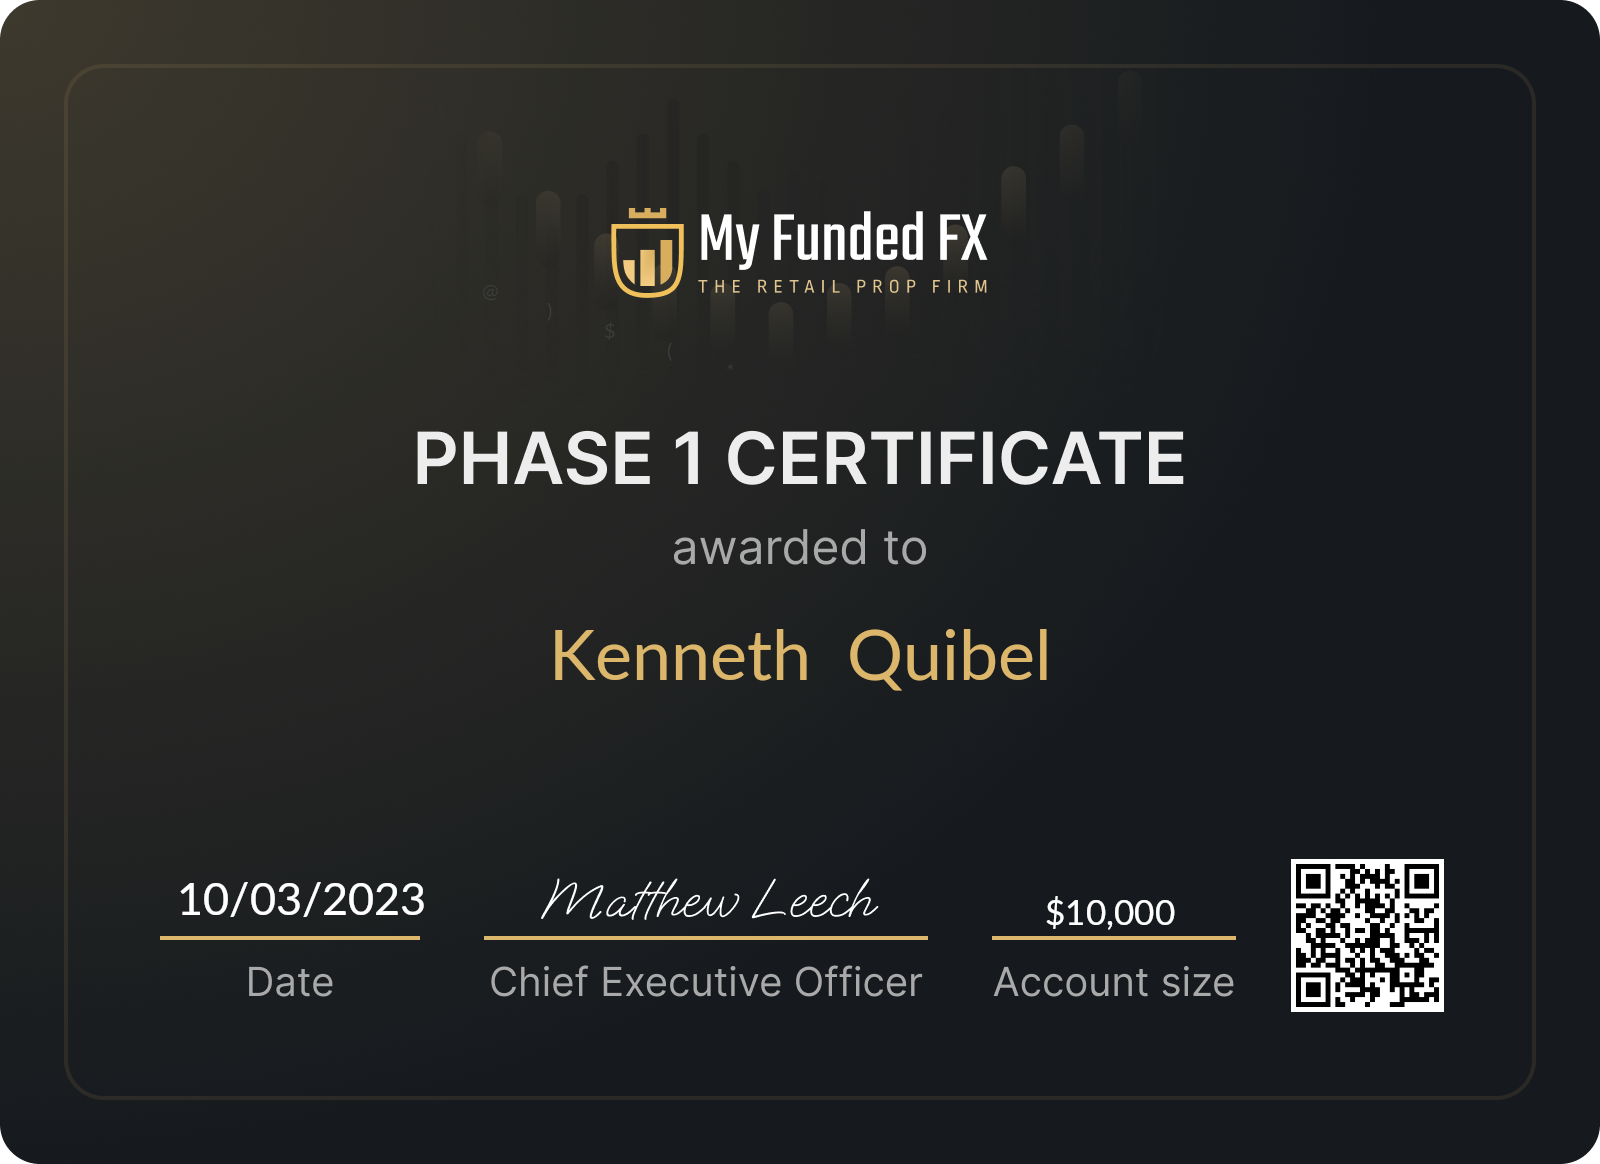 My Funded FX
THE RETAIL PROP FIRM
@
)
$
(
PHASE 1 CERTIFICATE
awarded to
Kenneth Quibel
10/03/2023
Matthew Leech
$10,000
Date
Chief Executive Officer
Account size